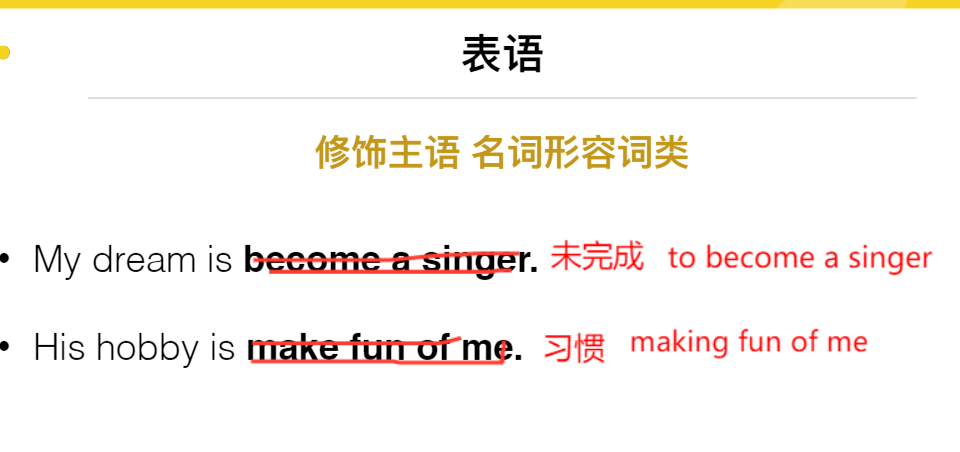 表语
修饰主语 名词形容词类
• My dream is become a singer. 未完成 to become a singer
• His hobby is make fun of me. 习惯 making fun of me